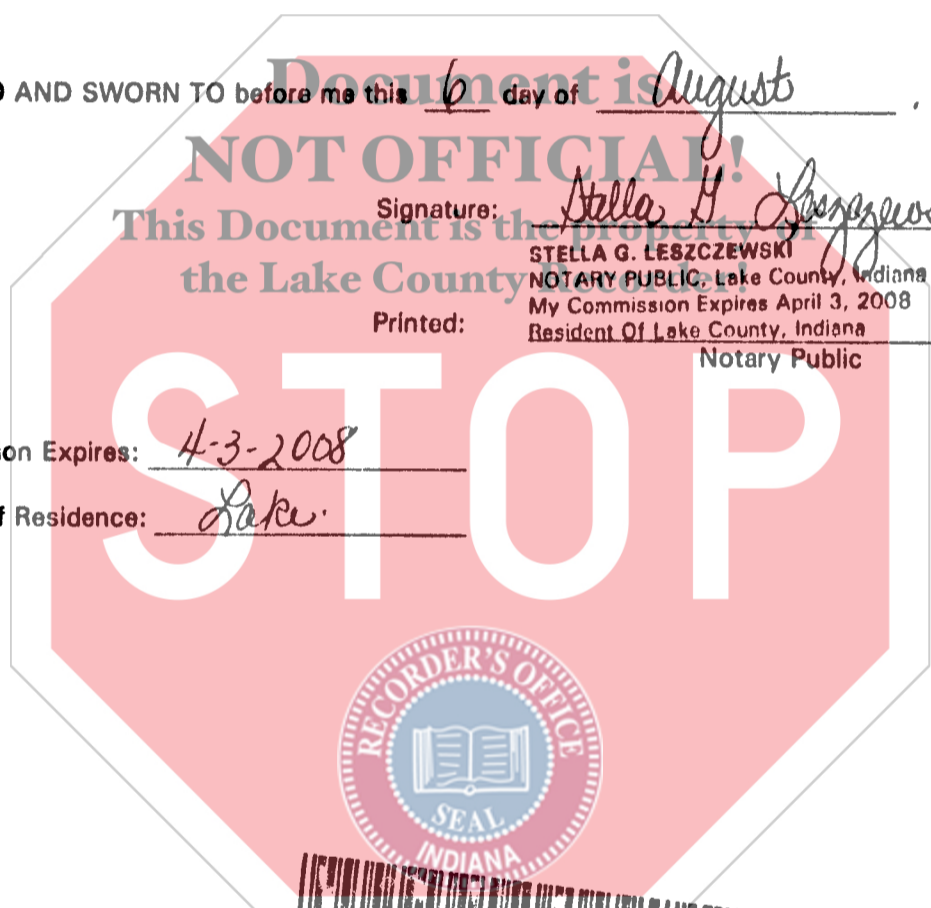 AND SWORN TO before me this 6 day of August .
Document is
NOT OFFICIAL!
This Document is the property of
the Lake County Recorder!
Signature: Stella G Leszczews
STELLA G. LESZCZEWSKI
NOTARY PUBLIC, Lake County, Indiana
My Commission Expires April 3, 2008
Resident Of Lake County, Indiana
Printed:
Notary Public
STOP
on Expires: 4-3-2008
f Residence: Lake.
RECORDER'S OFFICE
SEAL
INDIANA